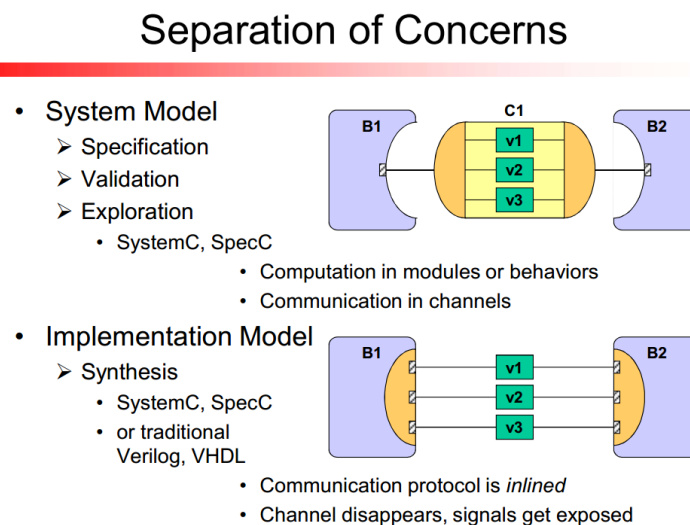 Separation of Concerns
• System Model
➢ Specification
➢ Validation
➢ Exploration
• SystemC, SpecC
• Computation in modules or behaviors
• Communication in channels
B1
C1
B2
v1
v2
v3
• Implementation Model
➢ Synthesis
• SystemC, SpecC
• or traditional
Verilog, VHDL
• Communication protocol is inlined
• Channel disappears, signals get exposed
B1
B2
v1
v2
v3